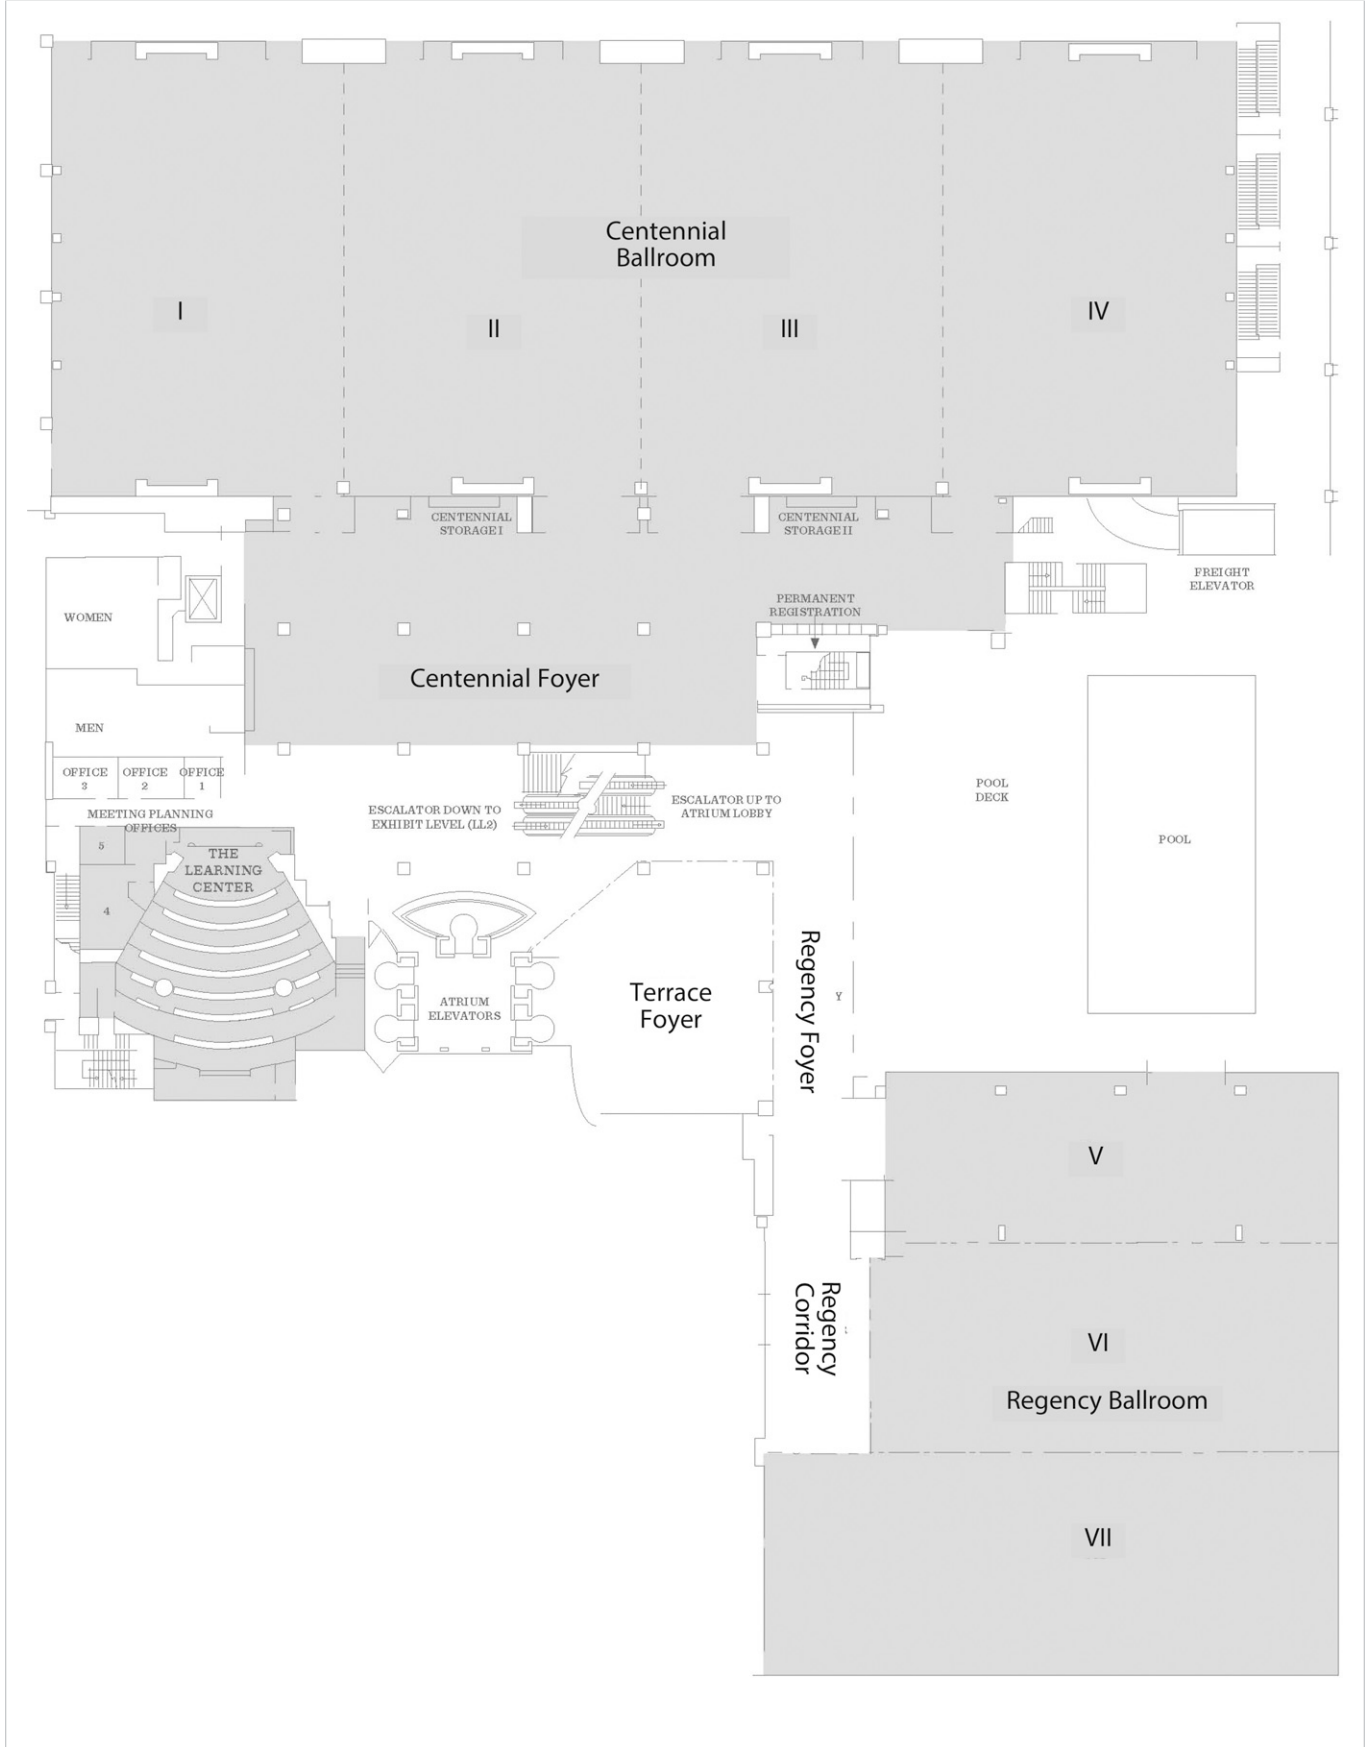 Centennial
Ballroom
I
II
III
IV
CENTENNIAL
STORAGE I
CENTENNIAL
STORAGE II
FREIGHT
ELEVATOR
PERMANENT
REGISTRATION
WOMEN
Centennial Foyer
MEN
OFFICE
3
OFFICE
2
OFFICE
1
MEETING PLANNING
OFFICES
ESCALATOR DOWN TO
EXHIBIT LEVEL (LL2)
ESCALATOR UP TO
ATRIUM LOBBY
POOL
DECK
POOL
5
THE
LEARNING
CENTER
4
ATRIUM
ELEVATORS
Terrace
Foyer
Regency Foyer
Y
V
Regency
Corridor
VI
Regency Ballroom
VII